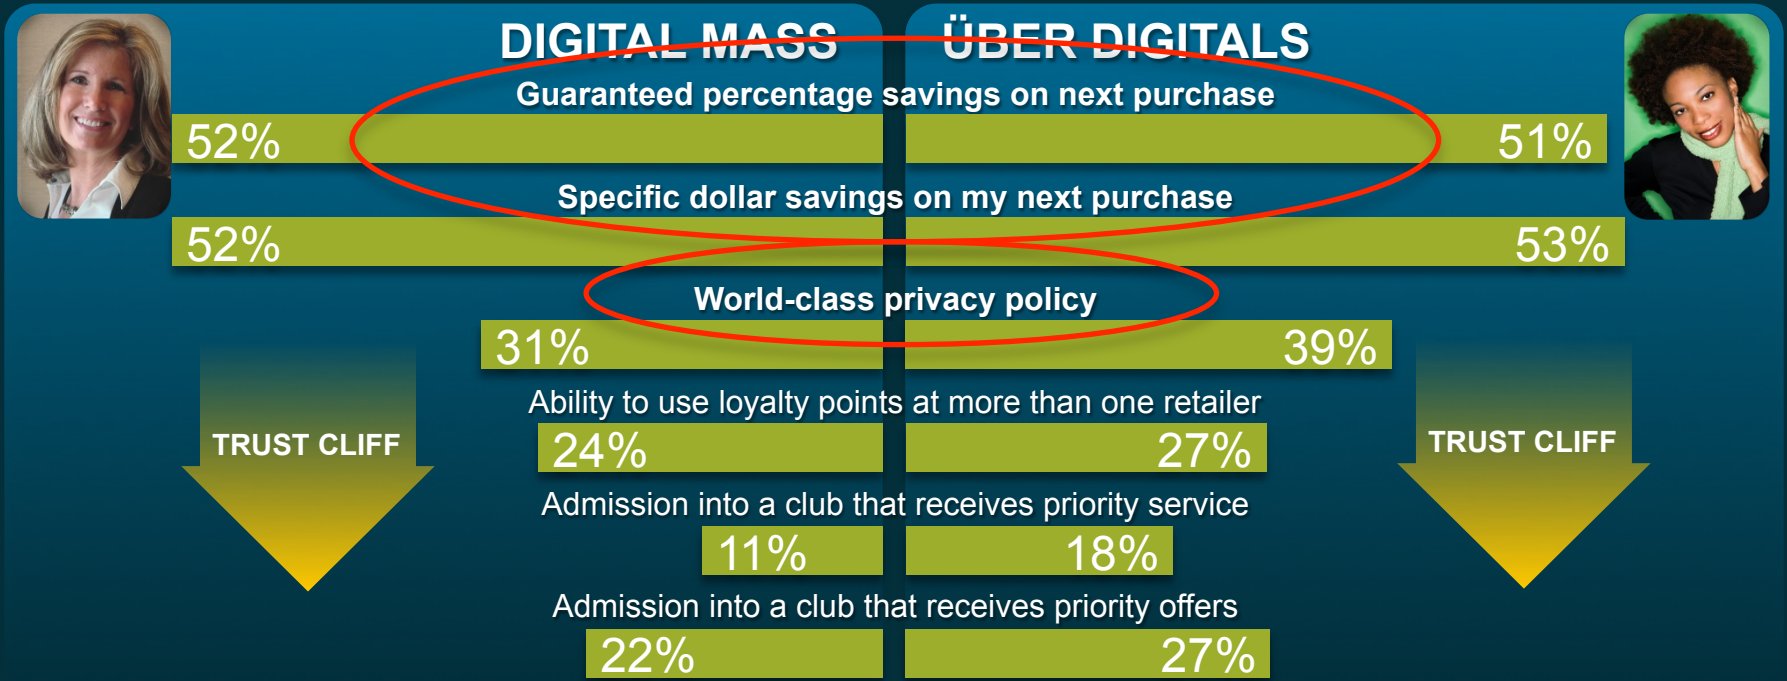 DIGITAL MASS
ÜBER DIGITALS
Guaranteed percentage savings on next purchase
52%
51%
Specific dollar savings on my next purchase
52%
53%
World-class privacy policy
31%
39%
Ability to use loyalty points at more than one retailer
TRUST CLIFF
24%
27%
TRUST CLIFF
Admission into a club that receives priority service
11%
18%
Admission into a club that receives priority offers
22%
27%